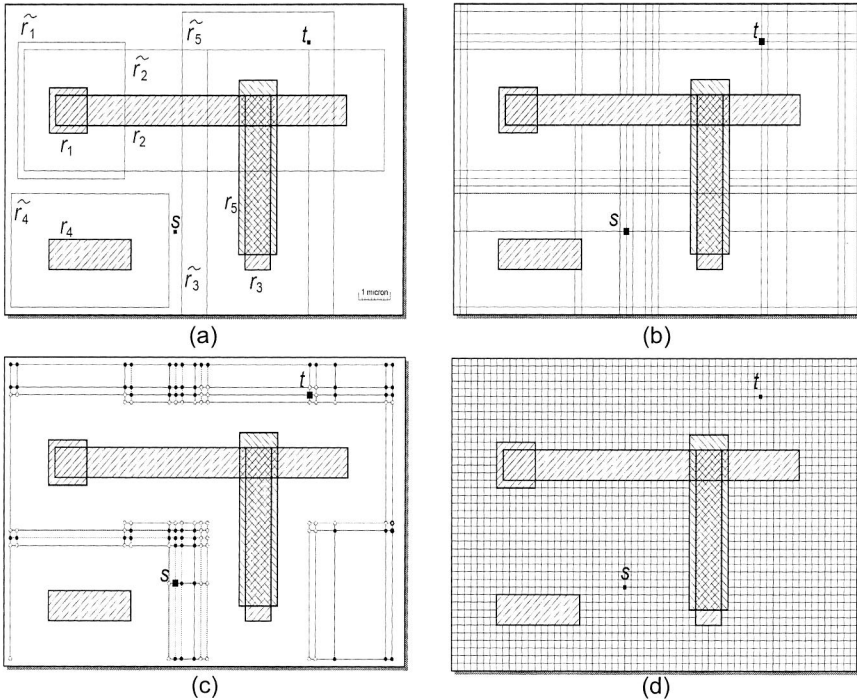 r̃1
r̃5
t
r̃2
r1
r2
r̃4
r5
s
r4
r̃3
r3
1 micron
(a)
t
s
(b)
t
s
(c)
t
s
(d)